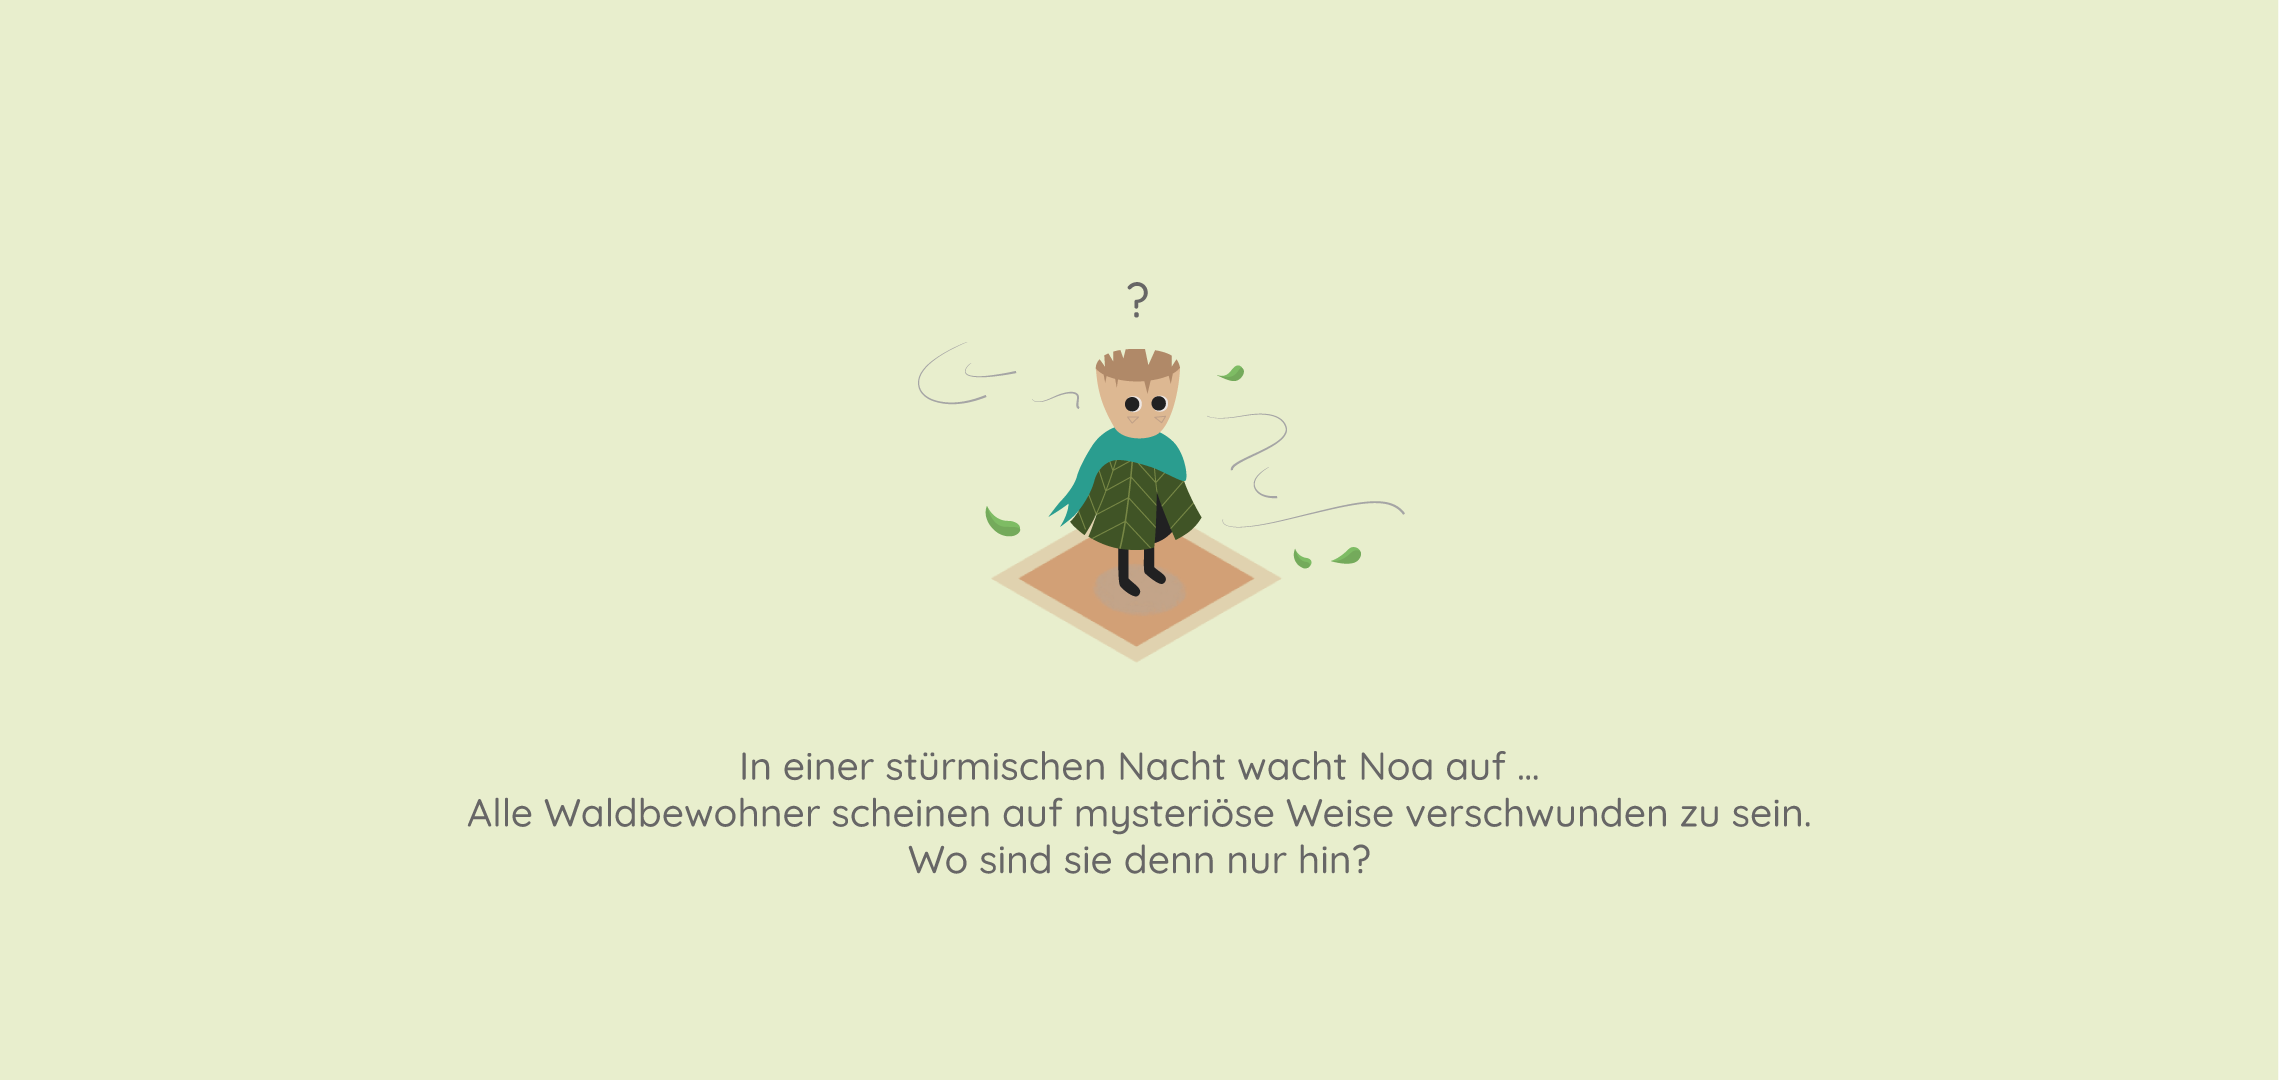 ?
In einer stürmischen Nacht wacht Noa auf ...
Alle Waldbewohner scheinen auf mysteriöse Weise verschwunden zu sein.
Wo sind sie denn nur hin?